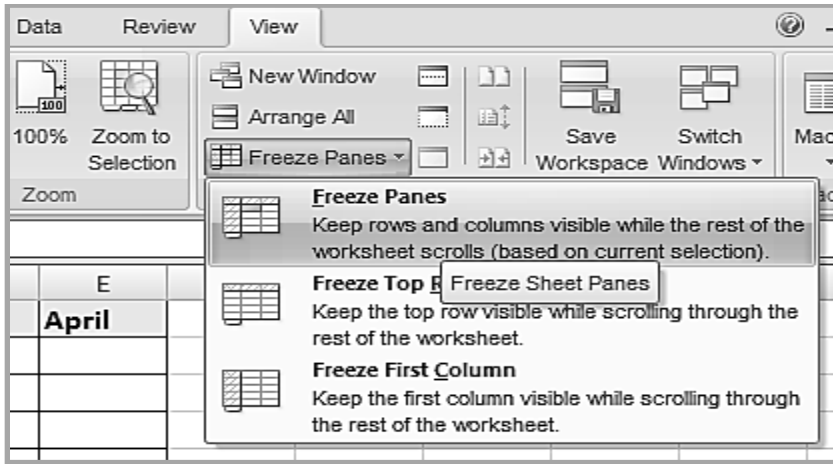 Data Review View
New Window
Arrange All
Freeze Panes
100
100%
Zoom to
Selection
Save
Workspace
Switch
Windows
Zoom
Freeze Panes
Keep rows and columns visible while the rest of the
worksheet scrolls (based on current selection).
Freeze Top
Freeze Sheet Panes
Keep the top row visible while scrolling through the
rest of the worksheet.
Freeze First Column
Keep the first column visible while scrolling through
the rest of the worksheet.
E
April